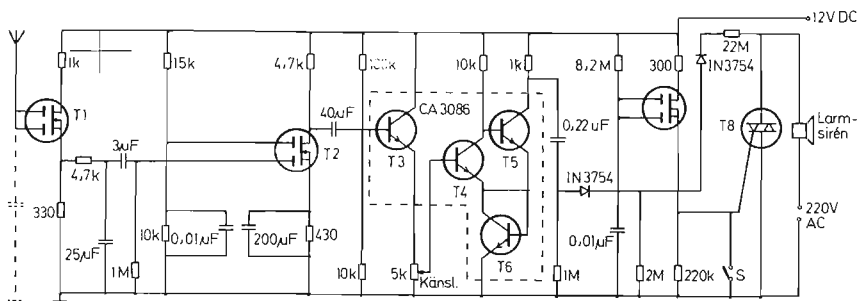 12V DC
1k
15k
4,7k
100k
10k
1k
8,2M
300
22M
1N3754
T1
40µF
CA 3086
T8
Larm-
sirén
3µF
T2
T3
T5
0,22uF
4,7k
T4
1N3754
330
220V
AC
10k
0,01µF
200µF
430
0,01µF
25µF
T6
1M
10k
5k
Känsl.
1M
2M
220k
S